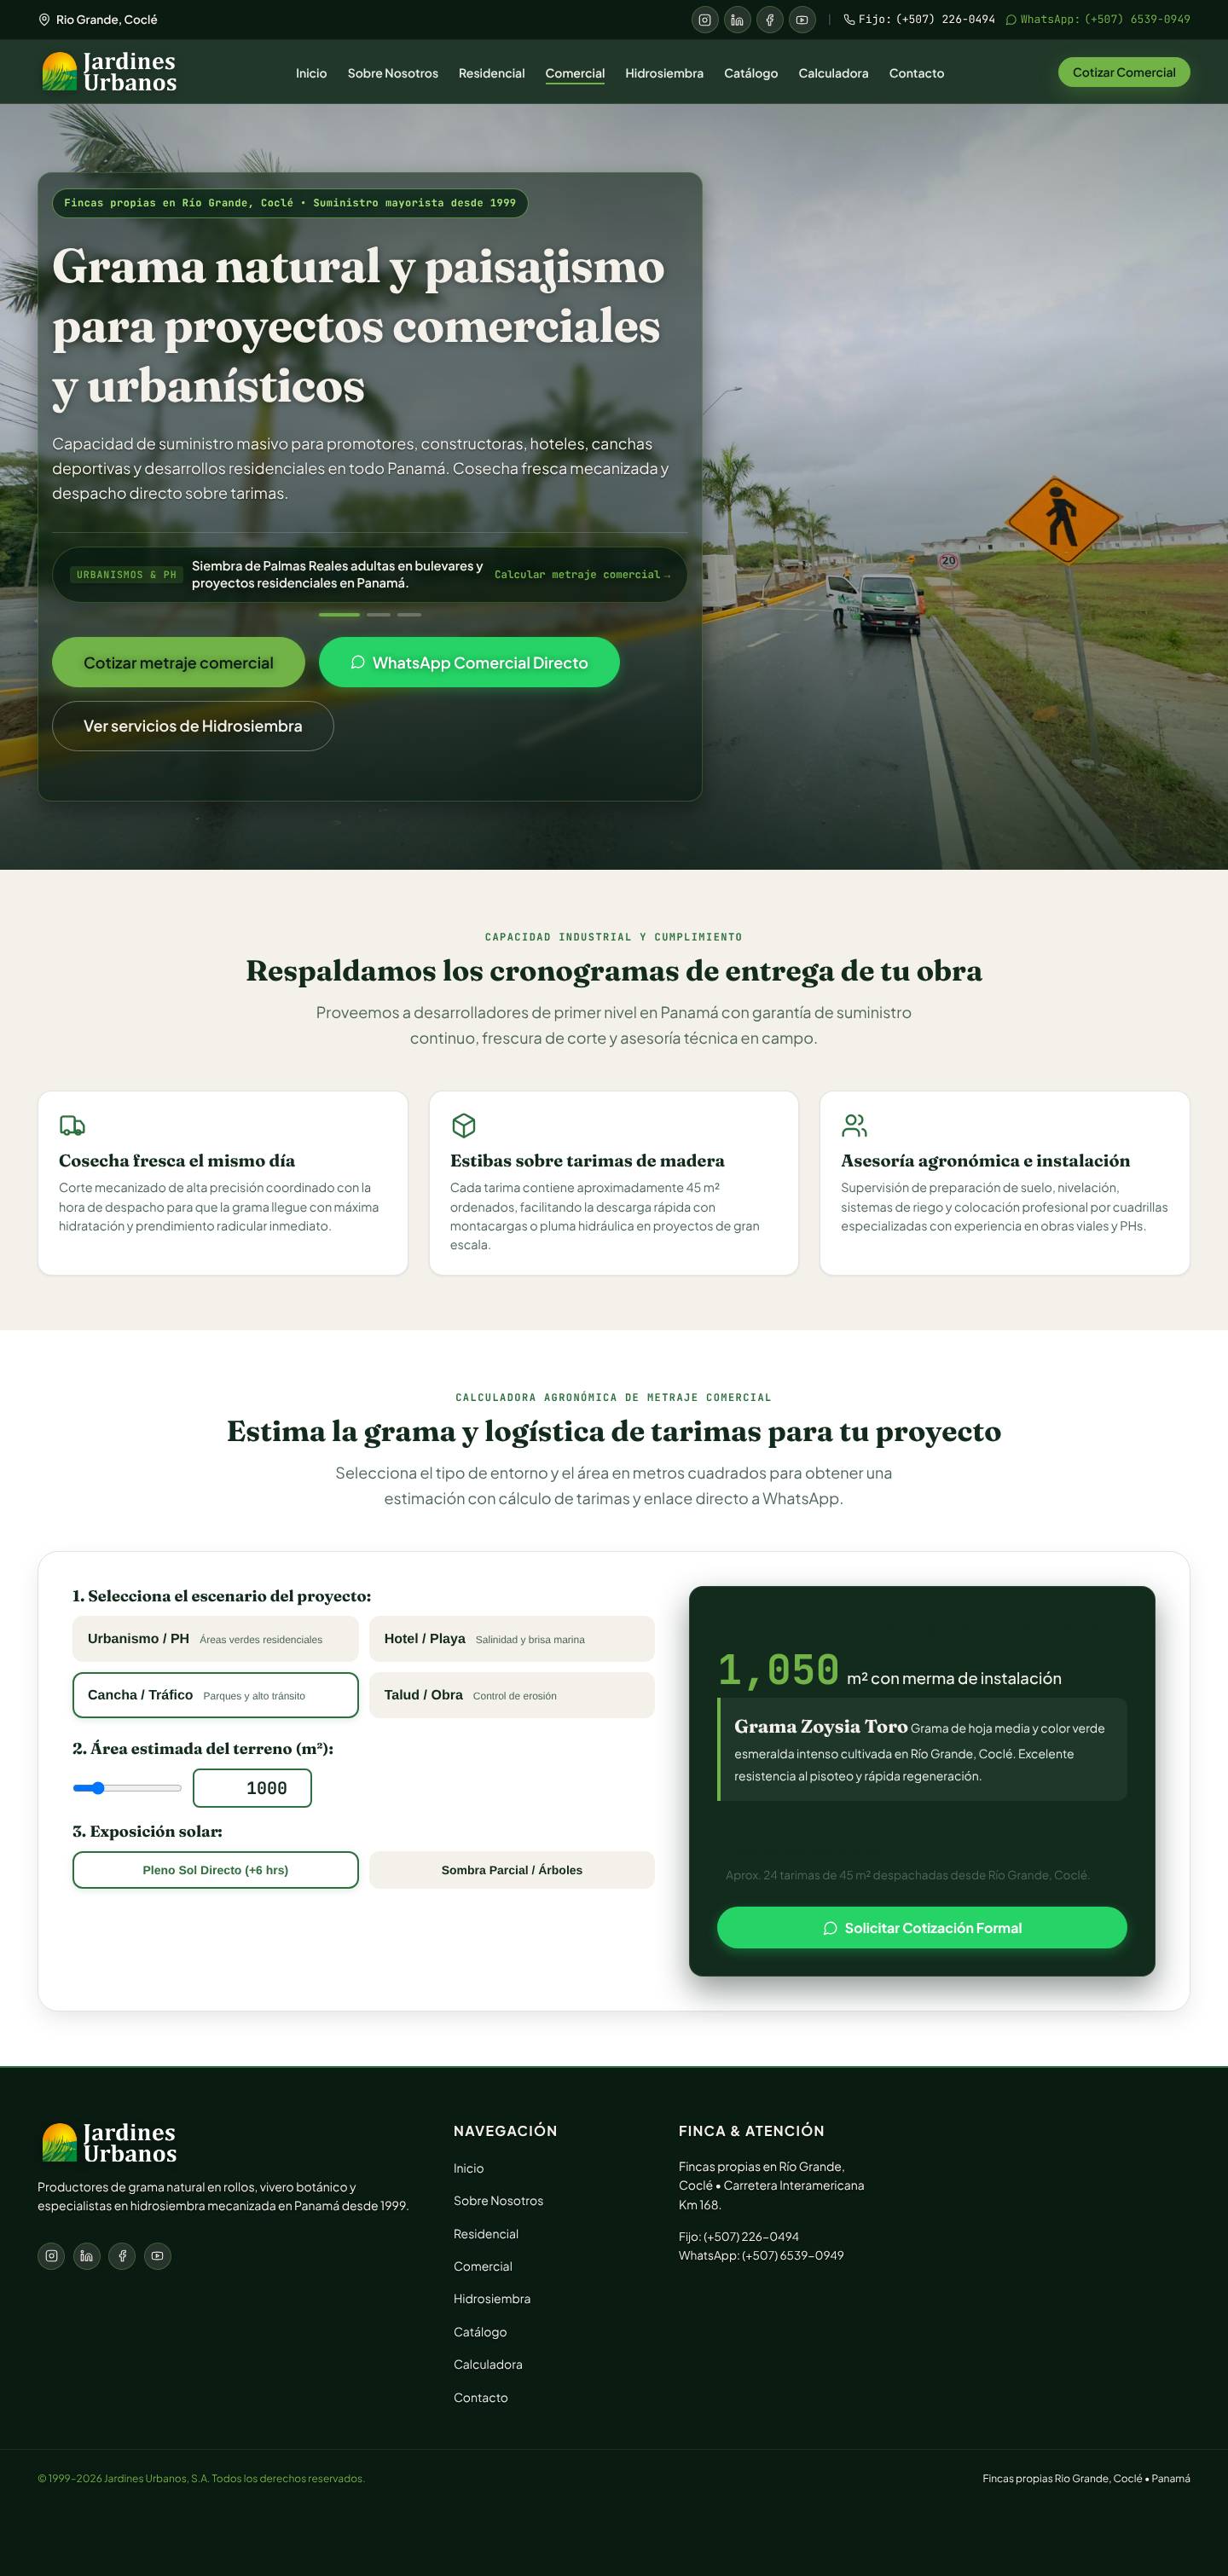 Rio Grande, Coclé
Fijo: (+507) 226-0494
WhatsApp: (+507) 6539-0949
Jardines
Urbanos
Inicio
Sobre Nosotros
Residencial
Comercial
Hidrosiembra
Catálogo
Calculadora
Contacto
Cotizar Comercial
Fincas propias en Río Grande, Coclé • Suministro mayorista desde 1999
Grama natural y paisajismo
para proyectos comerciales
y urbanísticos
Capacidad de suministro masivo para promotores, constructoras, hoteles, canchas
deportivas y desarrollos residenciales en todo Panamá. Cosecha fresca mecanizada y
despacho directo sobre tarimas.
URBANISMOS & PH
Siembra de Palmas Reales adultas en bulevares y
proyectos residenciales en Panamá.
Calcular metraje comercial →
Cotizar metraje comercial
WhatsApp Comercial Directo
Ver servicios de Hidrosiembra
20
CAPACIDAD INDUSTRIAL Y CUMPLIMIENTO
Respaldamos los cronogramas de entrega de tu obra
Proveemos a desarrolladores de primer nivel en Panamá con garantía de suministro
continuo, frescura de corte y asesoría técnica en campo.
Cosecha fresca el mismo día
Corte mecanizado de alta precisión coordinado con la
hora de despacho para que la grama llegue con máxima
hidratación y prendimiento radicular inmediato.
Estibas sobre tarimas de madera
Cada tarima contiene aproximadamente 45 m²
ordenados, facilitando la descarga rápida con
montacargas o pluma hidráulica en proyectos de gran
escala.
Asesoría agronómica e instalación
Supervisión de preparación de suelo, nivelación,
sistemas de riego y colocación profesional por cuadrillas
especializadas con experiencia en obras viales y PHs.
CALCULADORA AGRONÓMICA DE METRAJE COMERCIAL
Estima la grama y logística de tarimas para tu proyecto
Selecciona el tipo de entorno y el área en metros cuadrados para obtener una
estimación con cálculo de tarimas y enlace directo a WhatsApp.
1. Selecciona el escenario del proyecto:
Urbanismo / PH Áreas verdes residenciales
Hotel / Playa Salinidad y brisa marina
Cancha / Tráfico Parques y alto tránsito
Talud / Obra Control de erosión
2. Área estimada del terreno (m²):
1000
3. Exposición solar:
Pleno Sol Directo (+6 hrs)
Sombra Parcial / Árboles
1,050 m² con merma de instalación
Grama Zoysia Toro Grama de hoja media y color verde
esmeralda intenso cultivada en Río Grande, Coclé. Excelente
resistencia al pisoteo y rápida regeneración.
Aprox. 24 tarimas de 45 m² despachadas desde Río Grande, Coclé.
Solicitar Cotización Formal
Jardines
Urbanos
Productores de grama natural en rollos, vivero botánico y
especialistas en hidrosiembra mecanizada en Panamá desde 1999.
NAVEGACIÓN
Inicio
Sobre Nosotros
Residencial
Comercial
Hidrosiembra
Catálogo
Calculadora
Contacto
FINCA & ATENCIÓN
Fincas propias en Río Grande,
Coclé • Carretera Interamericana
Km 168.
Fijo: (+507) 226-0494
WhatsApp: (+507) 6539-0949
© 1999-2026 Jardines Urbanos, S.A. Todos los derechos reservados.
Fincas propias Rio Grande, Coclé • Panamá